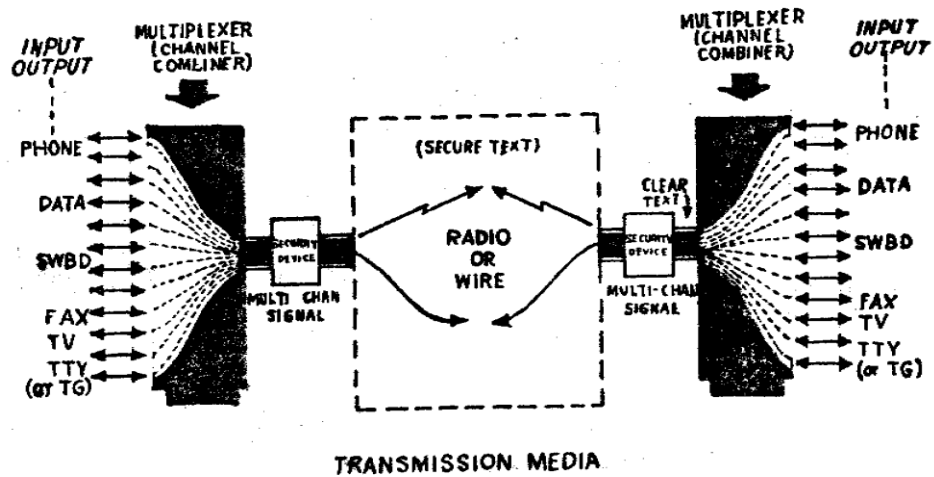 INPUT
OUTPUT
MULTIPLEXER
(CHANNEL
COMLINER)
PHONE
DATA
SWBD
FAX
TV
TTY
(or TG)
SECURITY
DEVICE
MULTI CHAN
SIGNAL
(SECURE TEXT)
RADIO
OR
WIRE
CLEAR
TEXT
SECURITY
DEVICE
MULTI-CHAN
SIGNAL
MULTIPLEXER
(CHANNEL
COMBINER)
INPUT
OUTPUT
PHONE
DATA
SWBD
FAX
TV
TTY
(or TG)
TRANSMISSION MEDIA